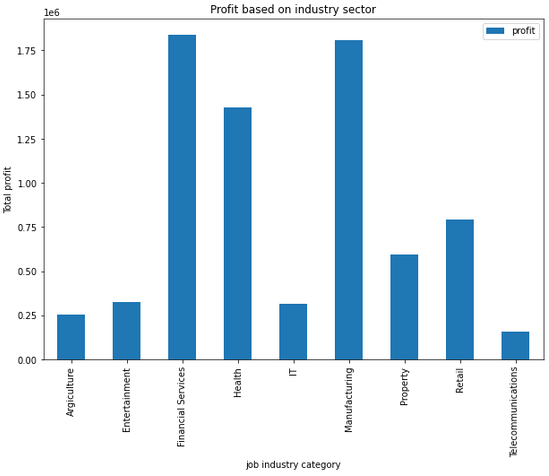 Profit based on industry sector
1e6
profit
1.75
1.50
1.25
1.00
0.75
0.50
0.25
0.00
Total profit
Argiculture
Entertainment
Financial Services
Health
IT
Manufacturing
Property
Retail
Telecommunications
job industry category